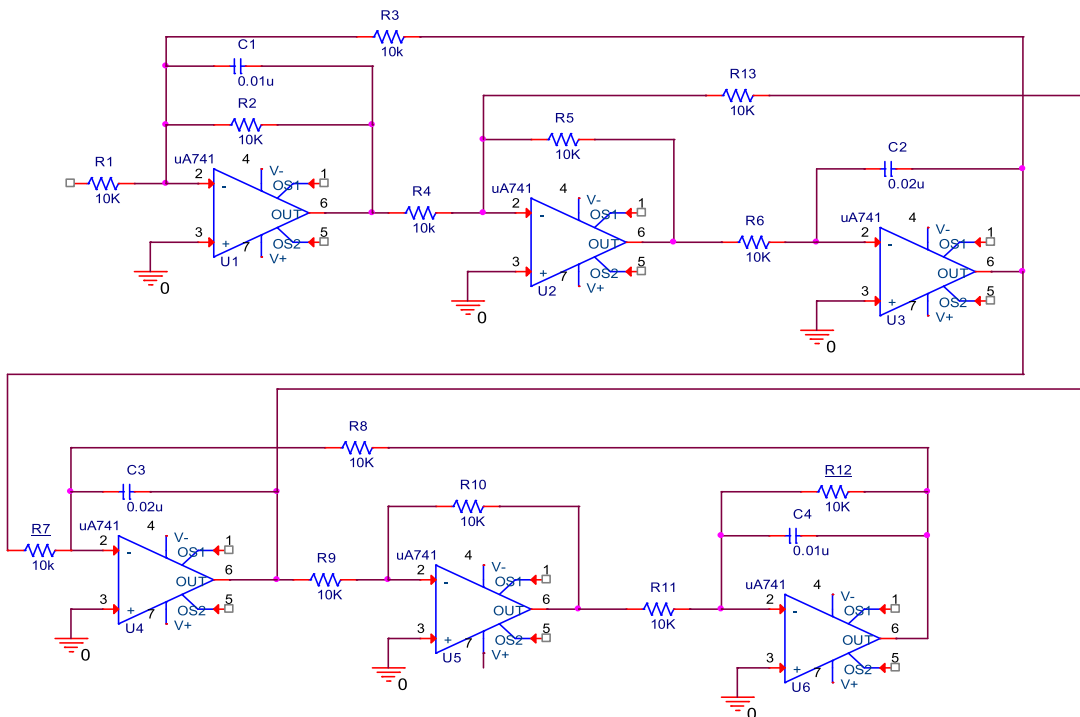 R3
10k
C1
0.01u
R13
10K
R2
10K
R5
10K
C2
0.02u
R1
10K
uA741
4
V-
2
-
OS1
1
OUT
6
3
+
7
OS2
5
V+
U1
0
R4
10k
uA741
4
V-
2
-
OS1
1
OUT
6
3
+
7
OS2
5
V+
U2
0
R6
10K
uA741
4
V-
2
-
OS1
1
OUT
6
3
+
7
OS2
5
V+
U3
0
R8
10K
C3
0.02u
R7
10k
uA741
4
V-
2
-
OS1
1
OUT
6
3
+
7
OS2
5
V+
U4
0
R10
10K
R9
10K
uA741
4
V-
2
-
OS1
1
OUT
6
3
+
7
OS2
5
V+
U5
0
R12
10K
C4
0.01u
R11
10K
uA741
4
V-
2
-
OS1
1
OUT
6
3
+
7
OS2
5
V+
U6
0